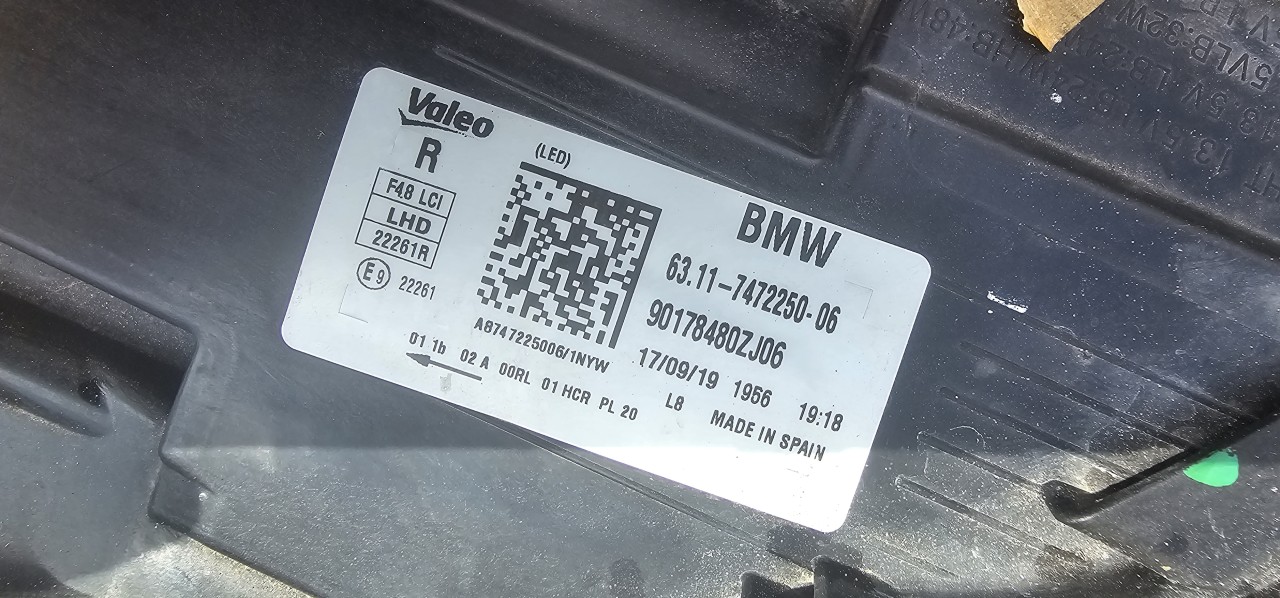 Valeo
R
(LED)
F48 LCI
LHD
22261R
E9 22261
A8747225006/1NYW
01 1b 02 A 00RL 01 HCR PL 20
BMW
63.11-7472250-06
90178480ZJ06
17/09/19 1956 19:18
L8 MADE IN SPAIN